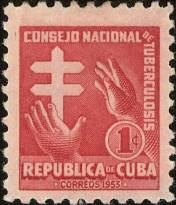 CONSEJO NACIONAL
DE TUBERCULOSIS
1¢
REPUBLICA DE CUBA
CORREOS 1953